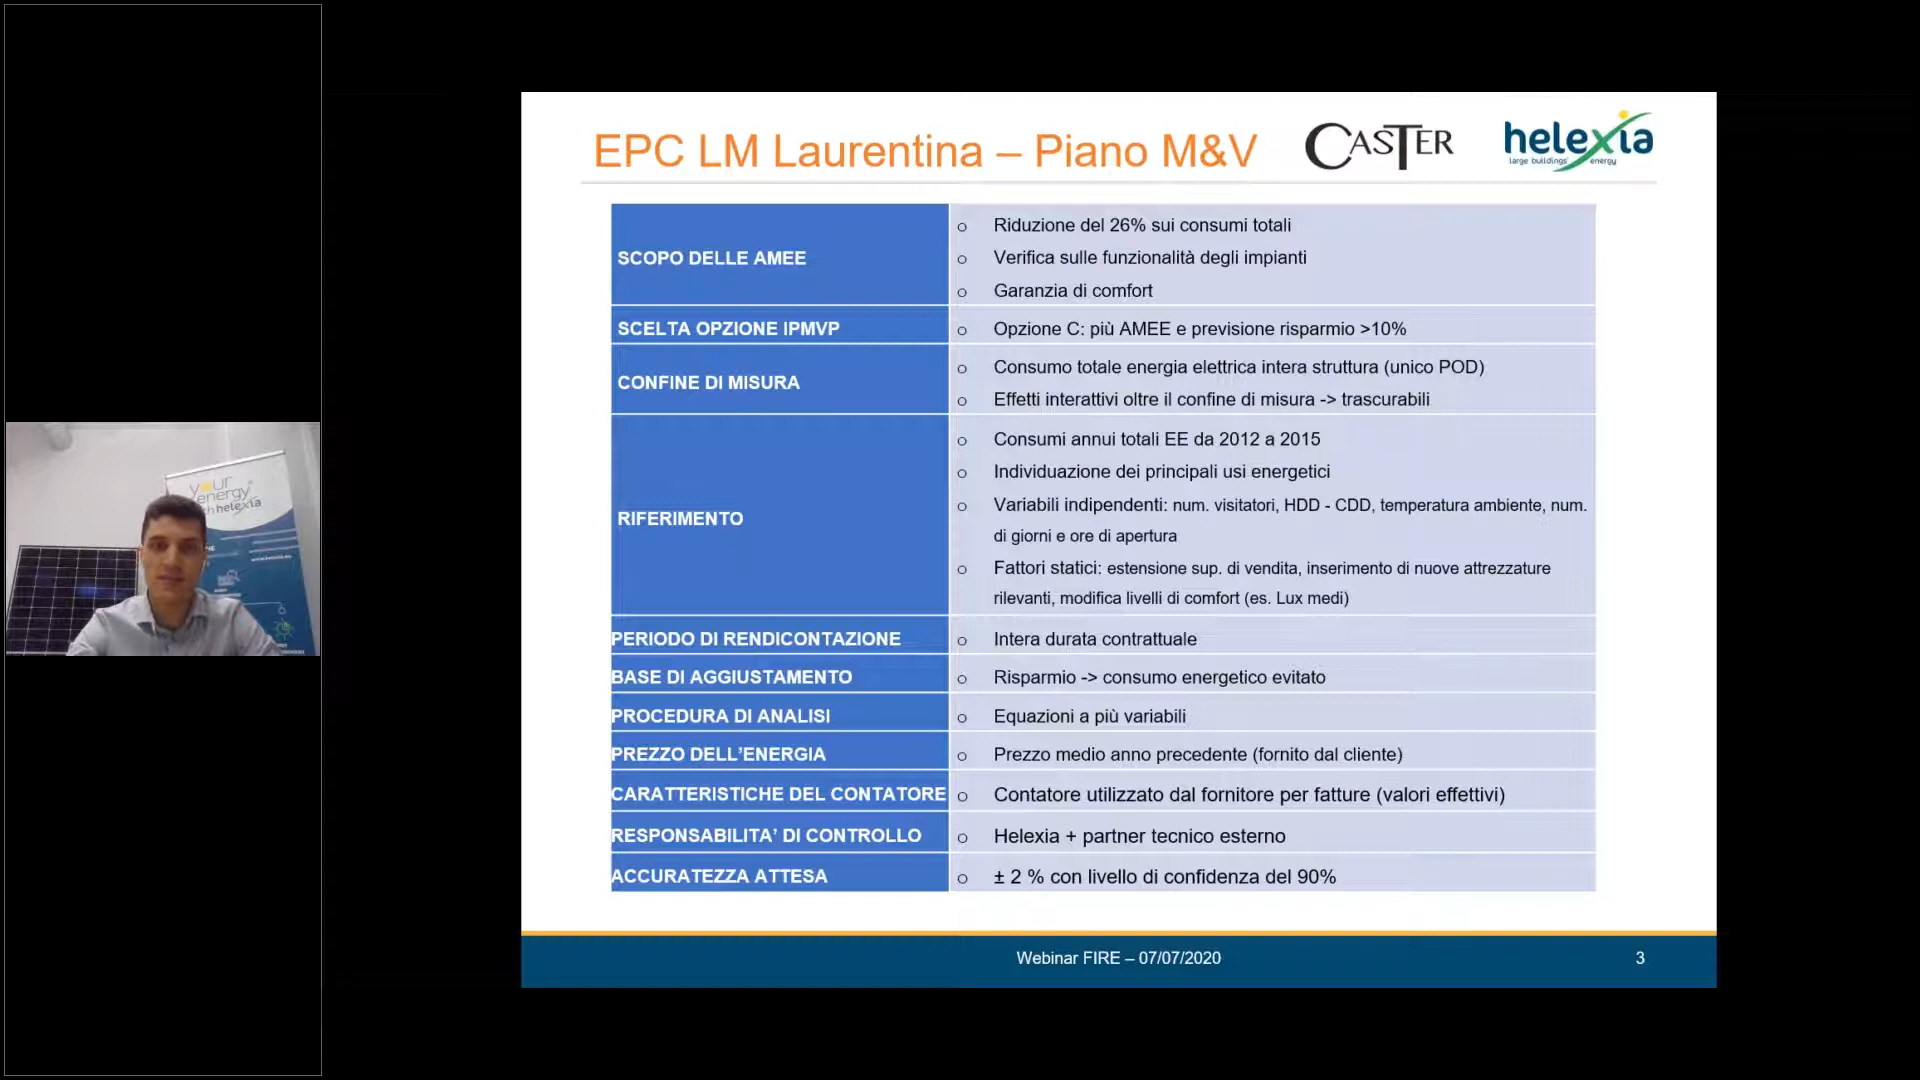 EPC LM Laurentina – Piano M&V
CASTER
helexia
large buildings' energy
SCOPO DELLE AMEE
o Riduzione del 26% sui consumi totali
o Verifica sulle funzionalità degli impianti
o Garanzia di comfort
SCELTA OPZIONE IPMVP
o Opzione C: più AMEE e previsione risparmio >10%
CONFINE DI MISURA
o Consumo totale energia elettrica intera struttura (unico POD)
o Effetti interattivi oltre il confine di misura -> trascurabili
RIFERIMENTO
o Consumi annui totali EE da 2012 a 2015
o Individuazione dei principali usi energetici
o Variabili indipendenti: num. visitatori, HDD - CDD, temperatura ambiente, num.
di giorni e ore di apertura
o Fattori statici: estensione sup. di vendita, inserimento di nuove attrezzature
rilevanti, modifica livelli di comfort (es. Lux medi)
PERIODO DI RENDICONTAZIONE
o Intera durata contrattuale
BASE DI AGGIUSTAMENTO
o Risparmio -> consumo energetico evitato
PROCEDURA DI ANALISI
o Equazioni a più variabili
PREZZO DELL'ENERGIA
o Prezzo medio anno precedente (fornito dal cliente)
CARATTERISTICHE DEL CONTATORE
o Contatore utilizzato dal fornitore per fatture (valori effettivi)
RESPONSABILITA' DI CONTROLLO
o Helexia + partner tecnico esterno
ACCURATEZZA ATTESA
o ± 2 % con livello di confidenza del 90%
Webinar FIRE – 07/07/2020
3
your
energy
helexia